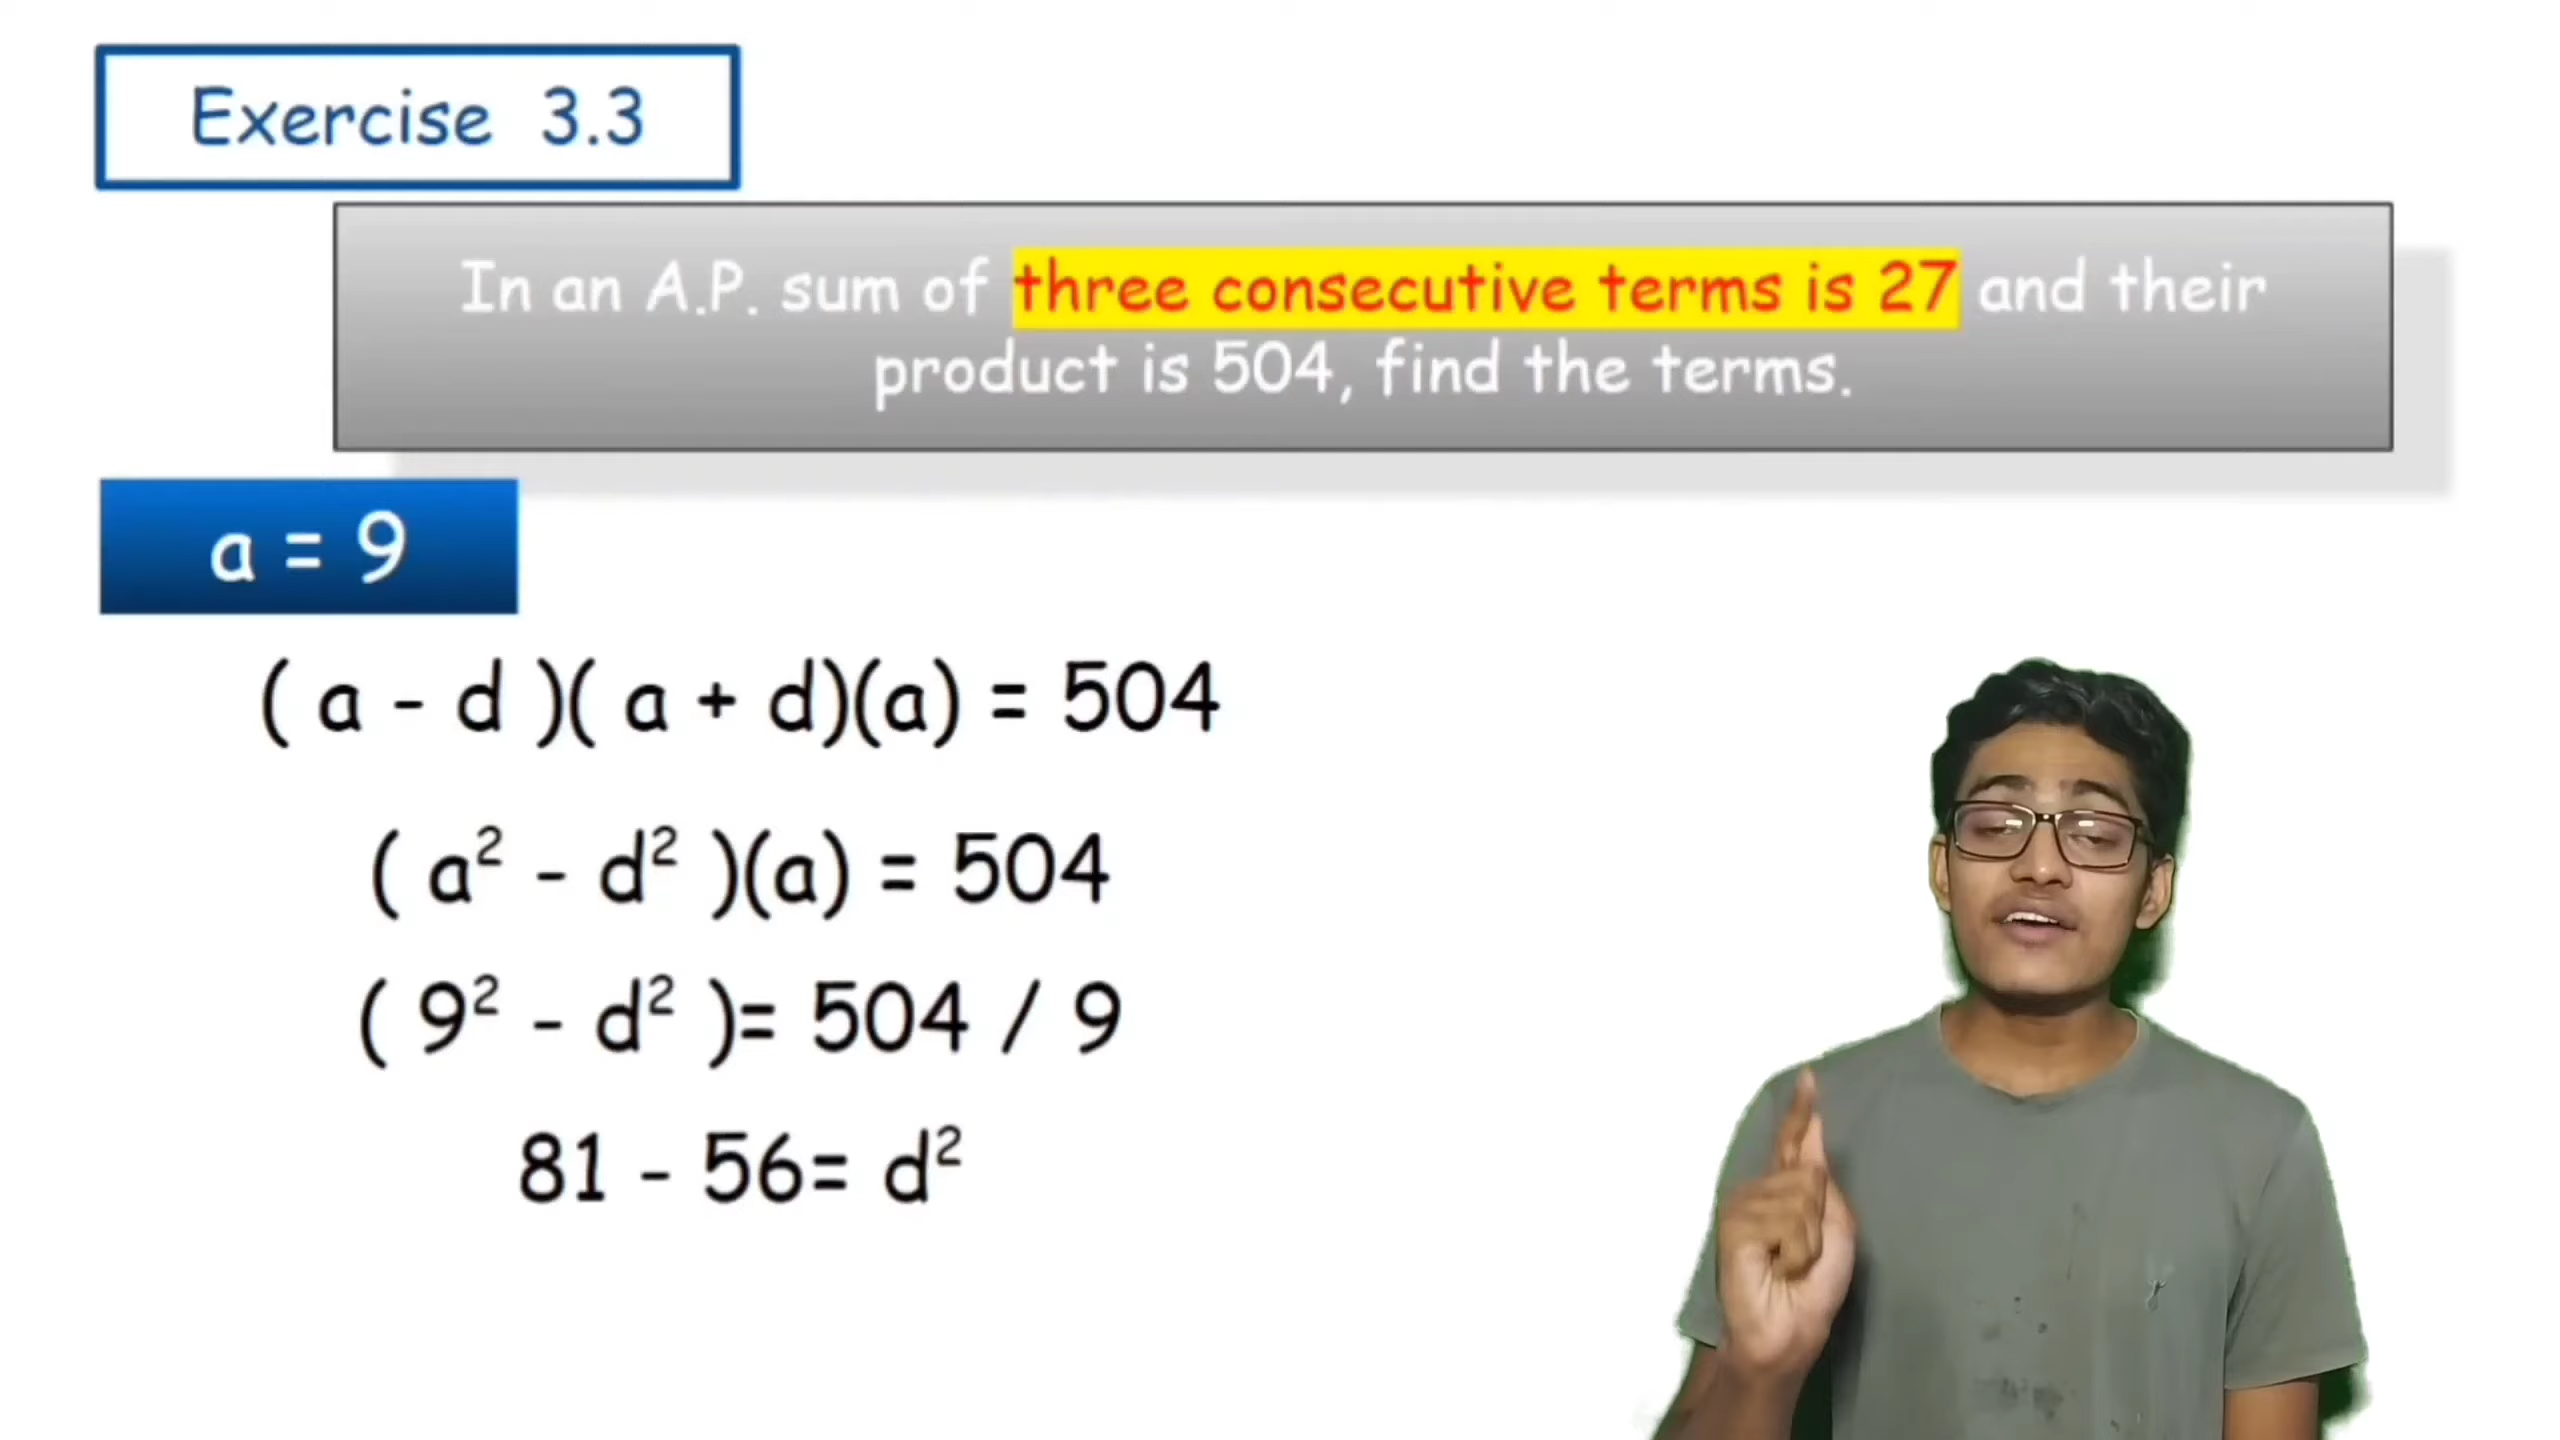 Exercise 3.3
In an A.P. sum of three consecutive terms is 27 and their
product is 504, find the terms.
a = 9
( a - d )( a + d)(a) = 504
( a² - d² )(a) = 504
( 9² - d² )= 504 / 9
81 - 56= d²